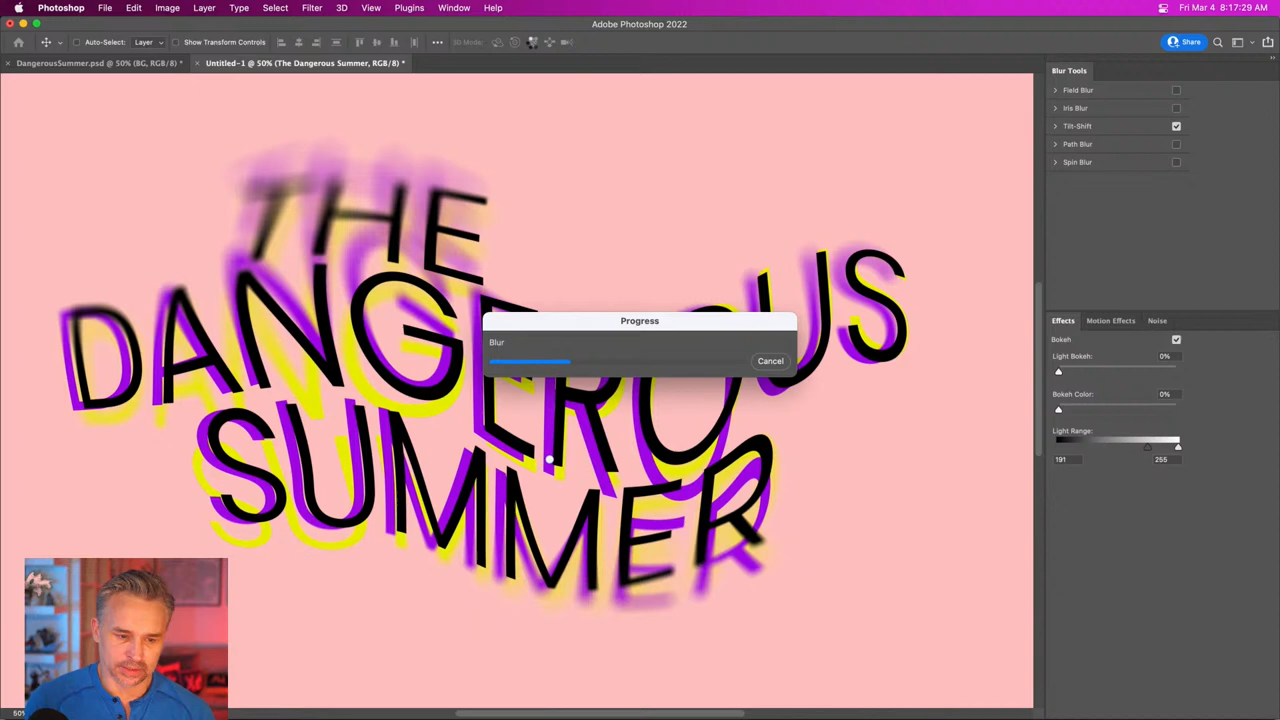 Photoshop File Edit Image Layer Type Select Filter 3D View Plugins Window Help Fri Mar 4 8:17:29 AM
Adobe Photoshop 2022
Auto-Select: Layer Show Transform Controls 3D Mode: Share
DangerousSummer.psd @ 50% (BG, RGB/8) * Untitled-1 @ 50% (The Dangerous Summer, RGB/8) *
Blur Tools
Field Blur
Iris Blur
Tilt-Shift
Path Blur
Spin Blur
THE
DANGEROUS
SUMMER
Progress
Blur
Cancel
Effects Motion Effects Noise
Bokeh
Light Bokeh: 0%
Bokeh Color: 0%
Light Range:
191 255
50%